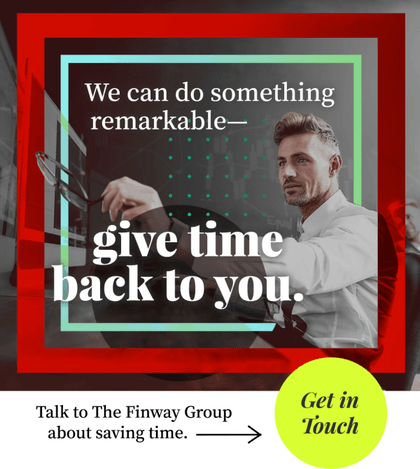 We can do something
remarkable—
give time
back to you.
Talk to The Finway Group
about saving time.
Get in
Touch